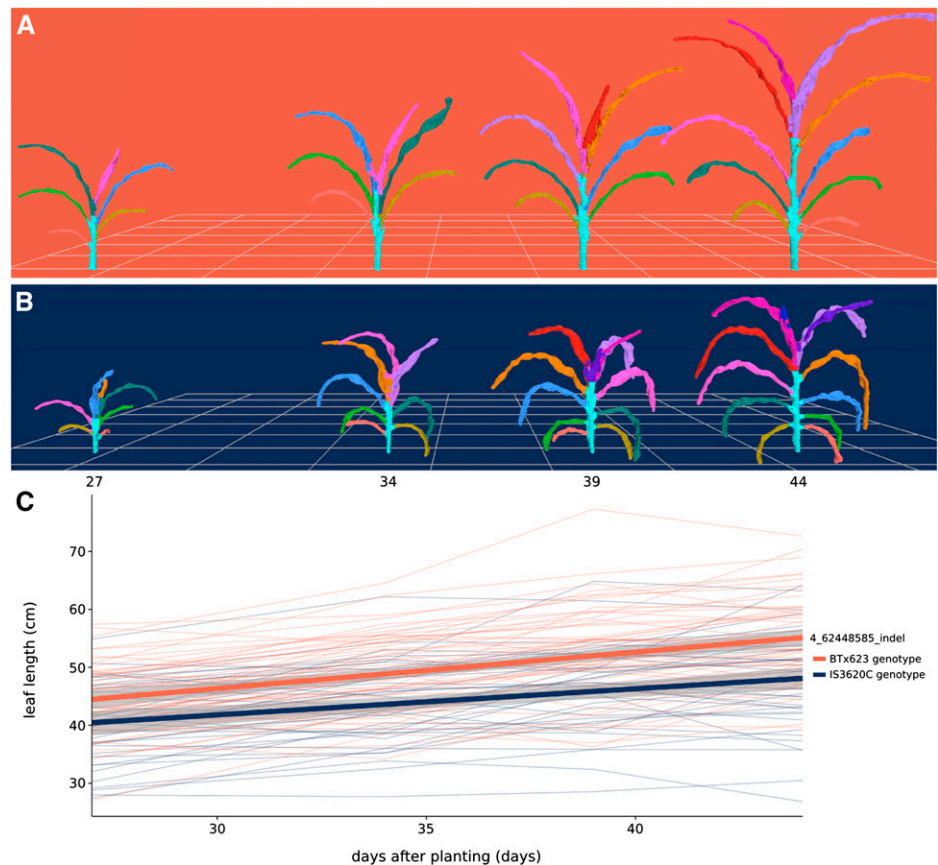 A
B
27 34 39 44
C
70
60
50
40
30
leaf length (cm)
30 35 40
days after planting (days)
4_62448585_indel
BTx623 genotype
IS3620C genotype